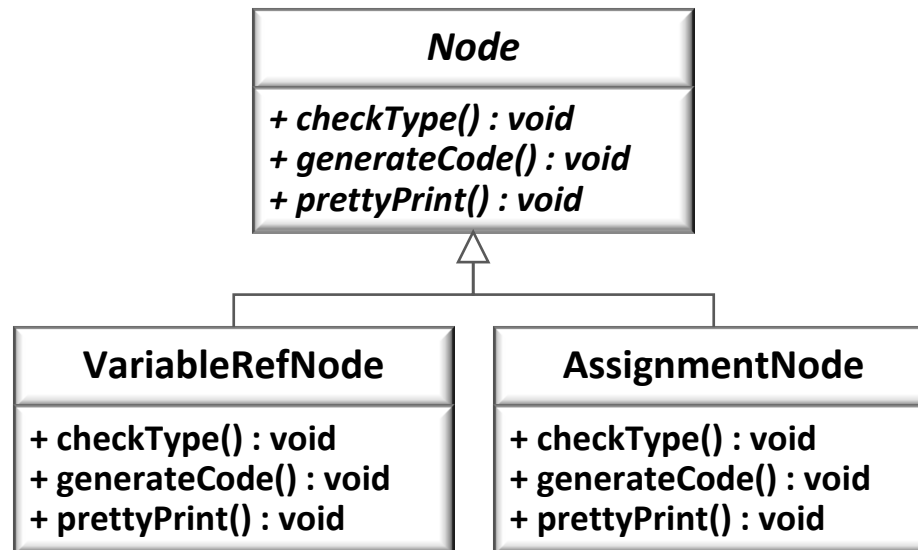 Node
+ checkType() : void
+ generateCode() : void
+ prettyPrint() : void
VariableRefNode
+ checkType() : void
+ generateCode() : void
+ prettyPrint() : void
AssignmentNode
+ checkType() : void
+ generateCode() : void
+ prettyPrint() : void